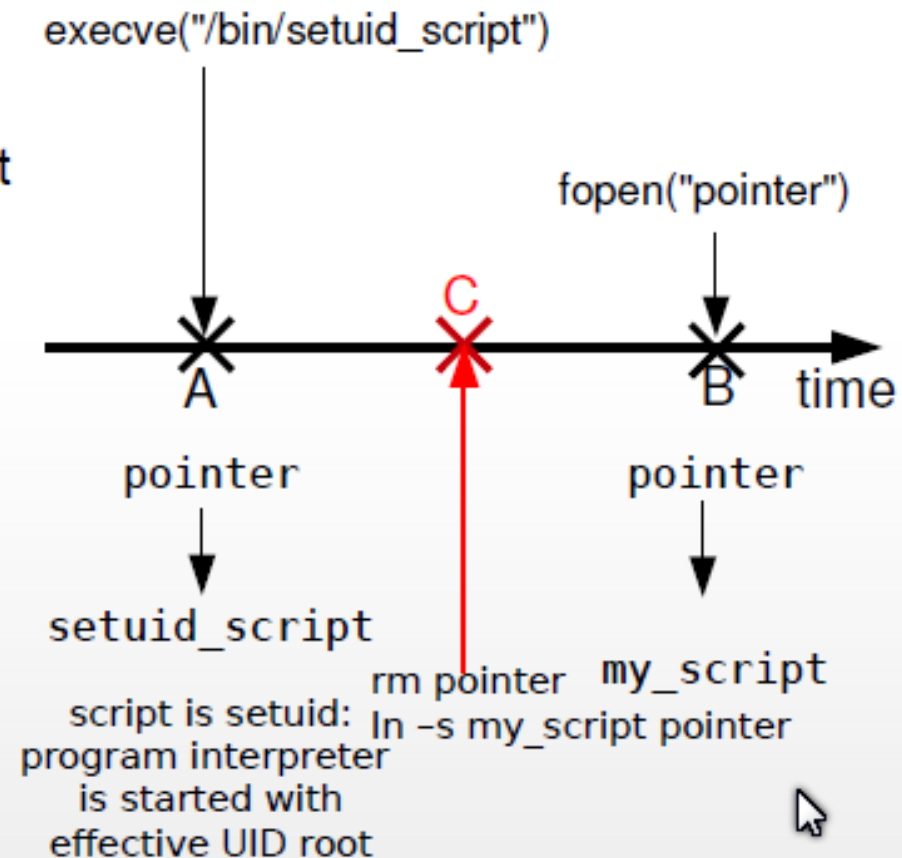 execve("/bin/setuid_script")
t
fopen("pointer")
C
A
B
time
pointer
pointer
setuid_script
my_script
rm pointer
ln –s my_script pointer
script is setuid:
program interpreter
is started with
effective UID root